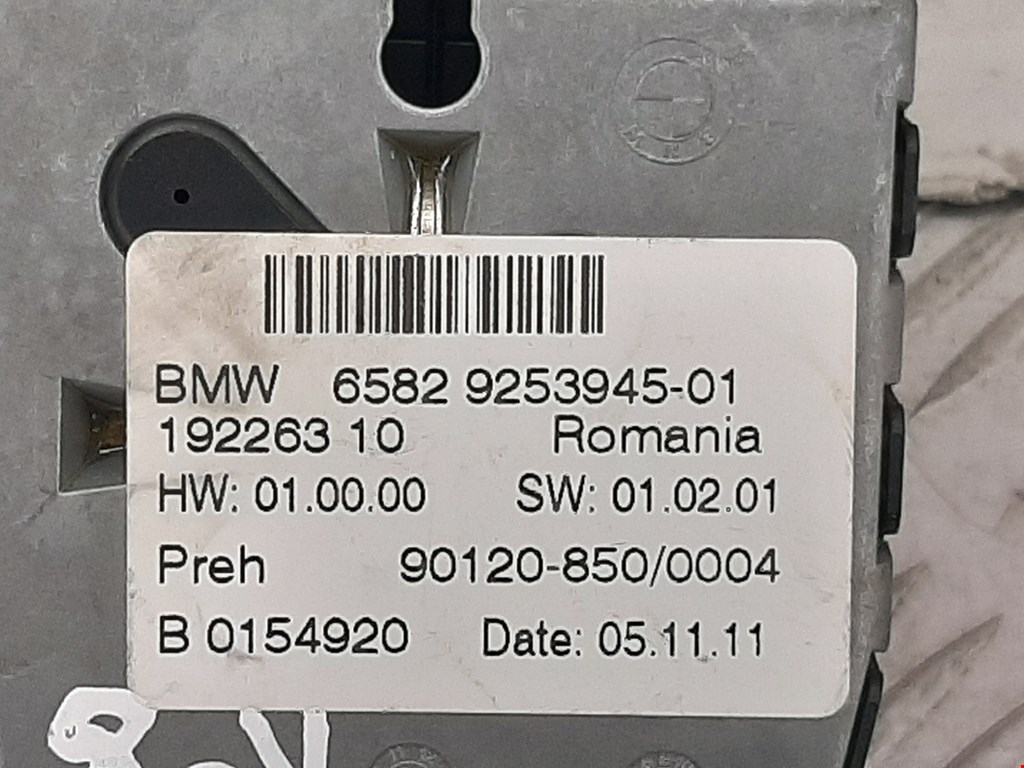 BMW 6582 9253945-01
192263 10 Romania
HW: 01.00.00 SW: 01.02.01
Preh 90120-850/0004
B 0154920 Date: 05.11.11